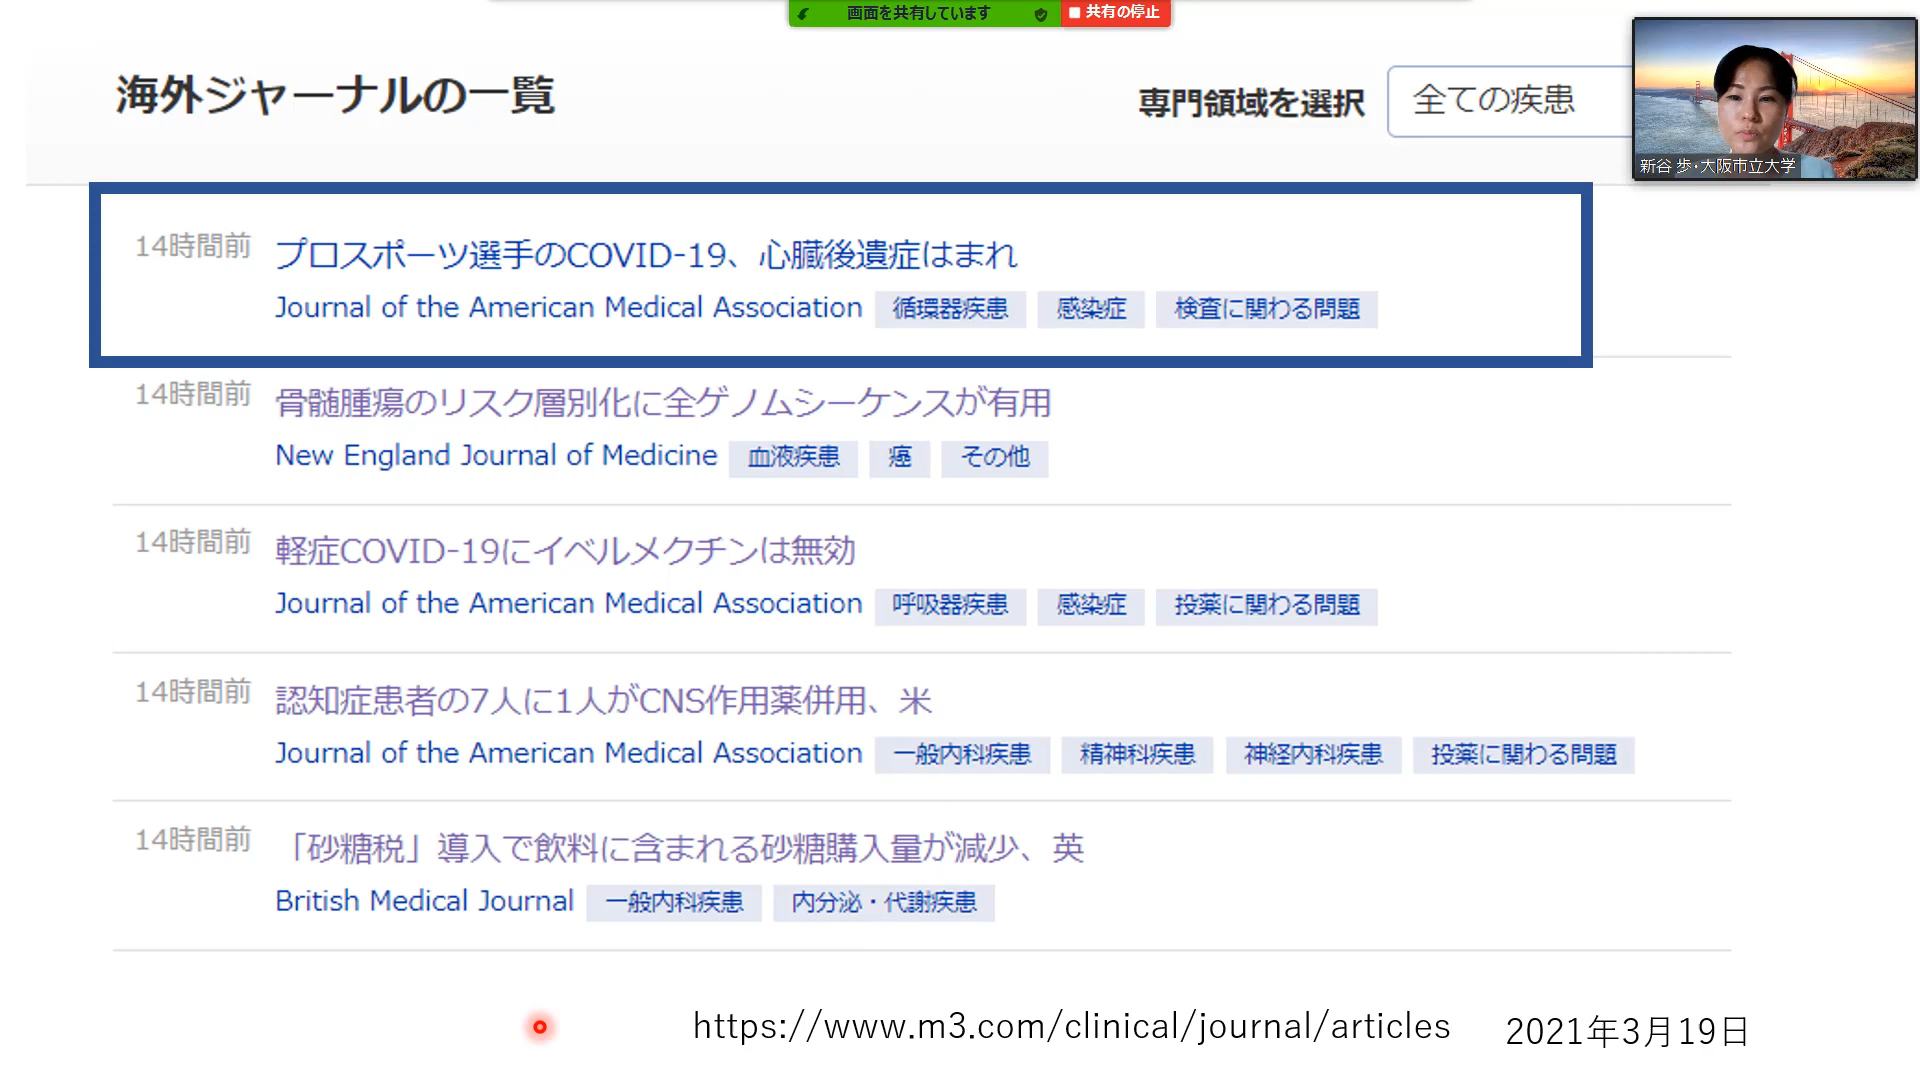 画面を共有しています
共有の停止
海外ジャーナルの一覧
専門領域を選択
全ての疾患
新谷 歩・大阪市立大学
14時間前
プロスポーツ選手のCOVID-19、心臓後遺症はまれ
Journal of the American Medical Association 循環器疾患 感染症 検査に関わる問題
14時間前
骨髄腫瘍のリスク層別化に全ゲノムシーケンスが有用
New England Journal of Medicine 血液疾患 癌 その他
14時間前
軽症COVID-19にイベルメクチンは無効
Journal of the American Medical Association 呼吸器疾患 感染症 投薬に関わる問題
14時間前
認知症患者の7人に1人がCNS作用薬併用、米
Journal of the American Medical Association 一般内科疾患 精神科疾患 神経内科疾患 投薬に関わる問題
14時間前
「砂糖税」導入で飲料に含まれる砂糖購入量が減少、英
British Medical Journal 一般内科疾患 内分泌・代謝疾患
https://www.m3.com/clinical/journal/articles
2021年3月19日